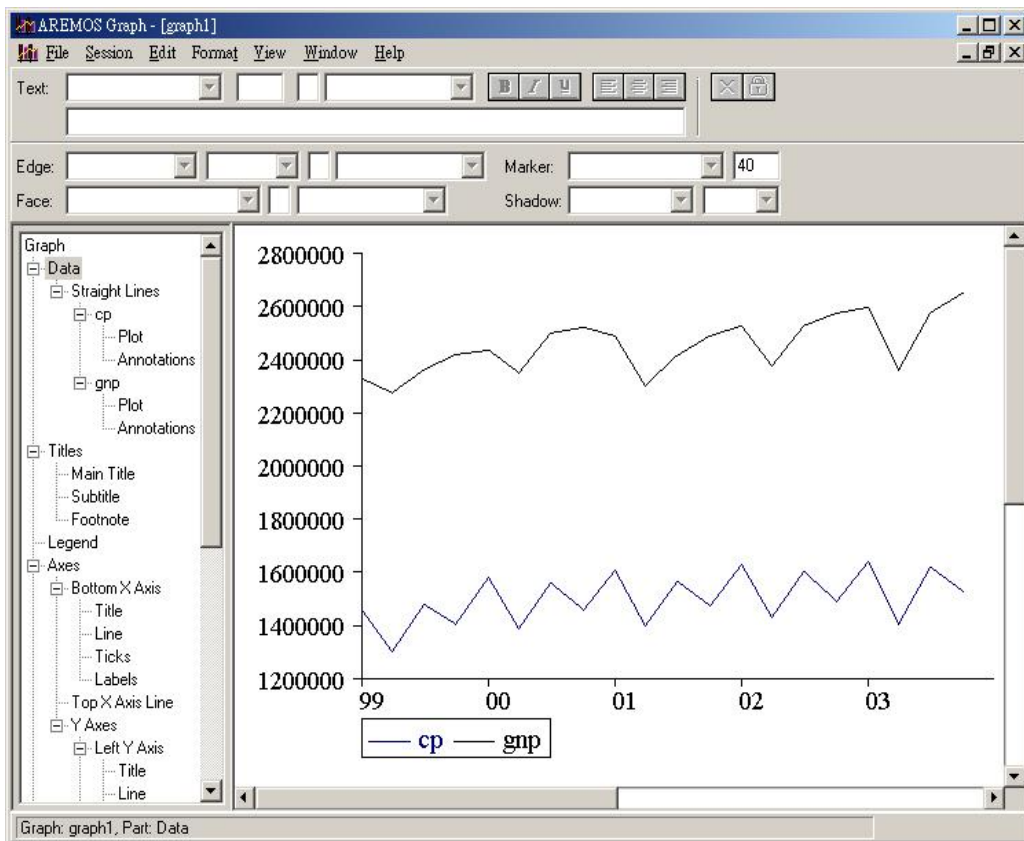 AREMOS Graph - [graph1]
File Session Edit Format View Window Help
Text:
B I U
Edge:
Marker: 40
Face:
Shadow:
Graph
Data
Straight Lines
cp
Plot
Annotations
gnp
Plot
Annotations
Titles
Main Title
Subtitle
Footnote
Legend
Axes
Bottom X Axis
Title
Line
Ticks
Labels
Top X Axis Line
Y Axes
Left Y Axis
Title
Line
2800000
2600000
2400000
2200000
2000000
1800000
1600000
1400000
1200000
99 00 01 02 03
cp gnp
Graph: graph1, Part: Data